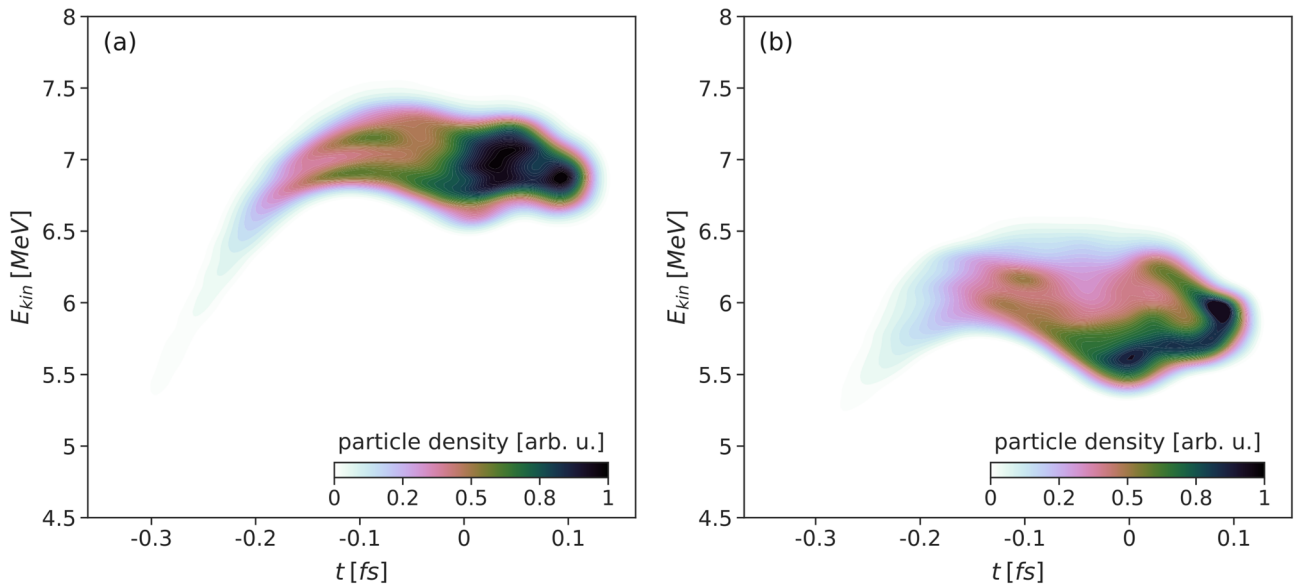 (a)
8
7.5
7
6.5
6
5.5
5
4.5
E_kin [MeV]
particle density [arb. u.]
0 0.2 0.5 0.8 1
-0.3 -0.2 -0.1 0 0.1
t [fs]
(b)
8
7.5
7
6.5
6
5.5
5
4.5
E_kin [MeV]
particle density [arb. u.]
0 0.2 0.5 0.8 1
-0.3 -0.2 -0.1 0 0.1
t [fs]